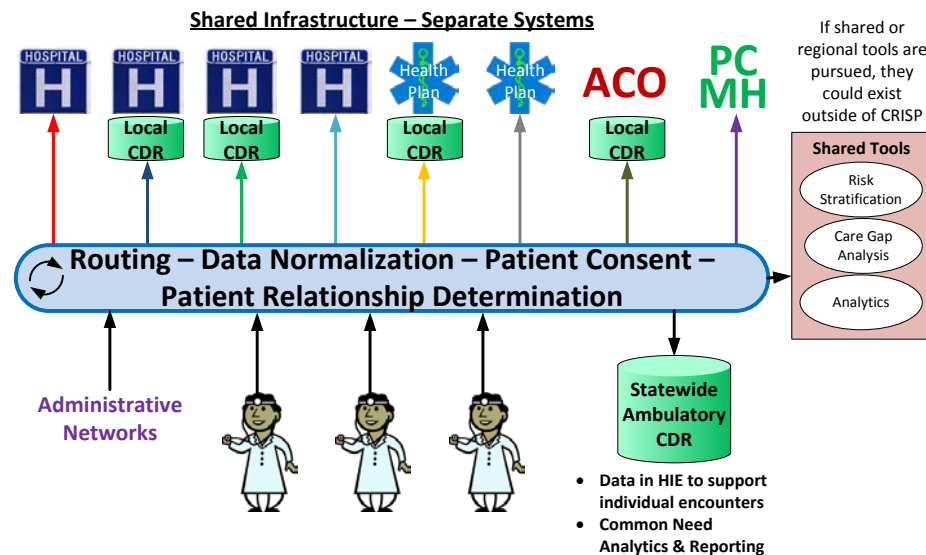 Shared Infrastructure – Separate Systems
HOSPITAL
H
HOSPITAL
H
HOSPITAL
H
HOSPITAL
H
Health
Plan
Health
Plan
ACO
PC
MH
If shared or
regional tools are
pursued, they
could exist
outside of CRISP
Local
CDR
Local
CDR
Local
CDR
Local
CDR
Shared Tools
Risk
Stratification
Care Gap
Analysis
Analytics
Routing – Data Normalization – Patient Consent –
Patient Relationship Determination
Administrative
Networks
Statewide
Ambulatory
CDR
• Data in HIE to support
individual encounters
• Common Need
Analytics & Reporting